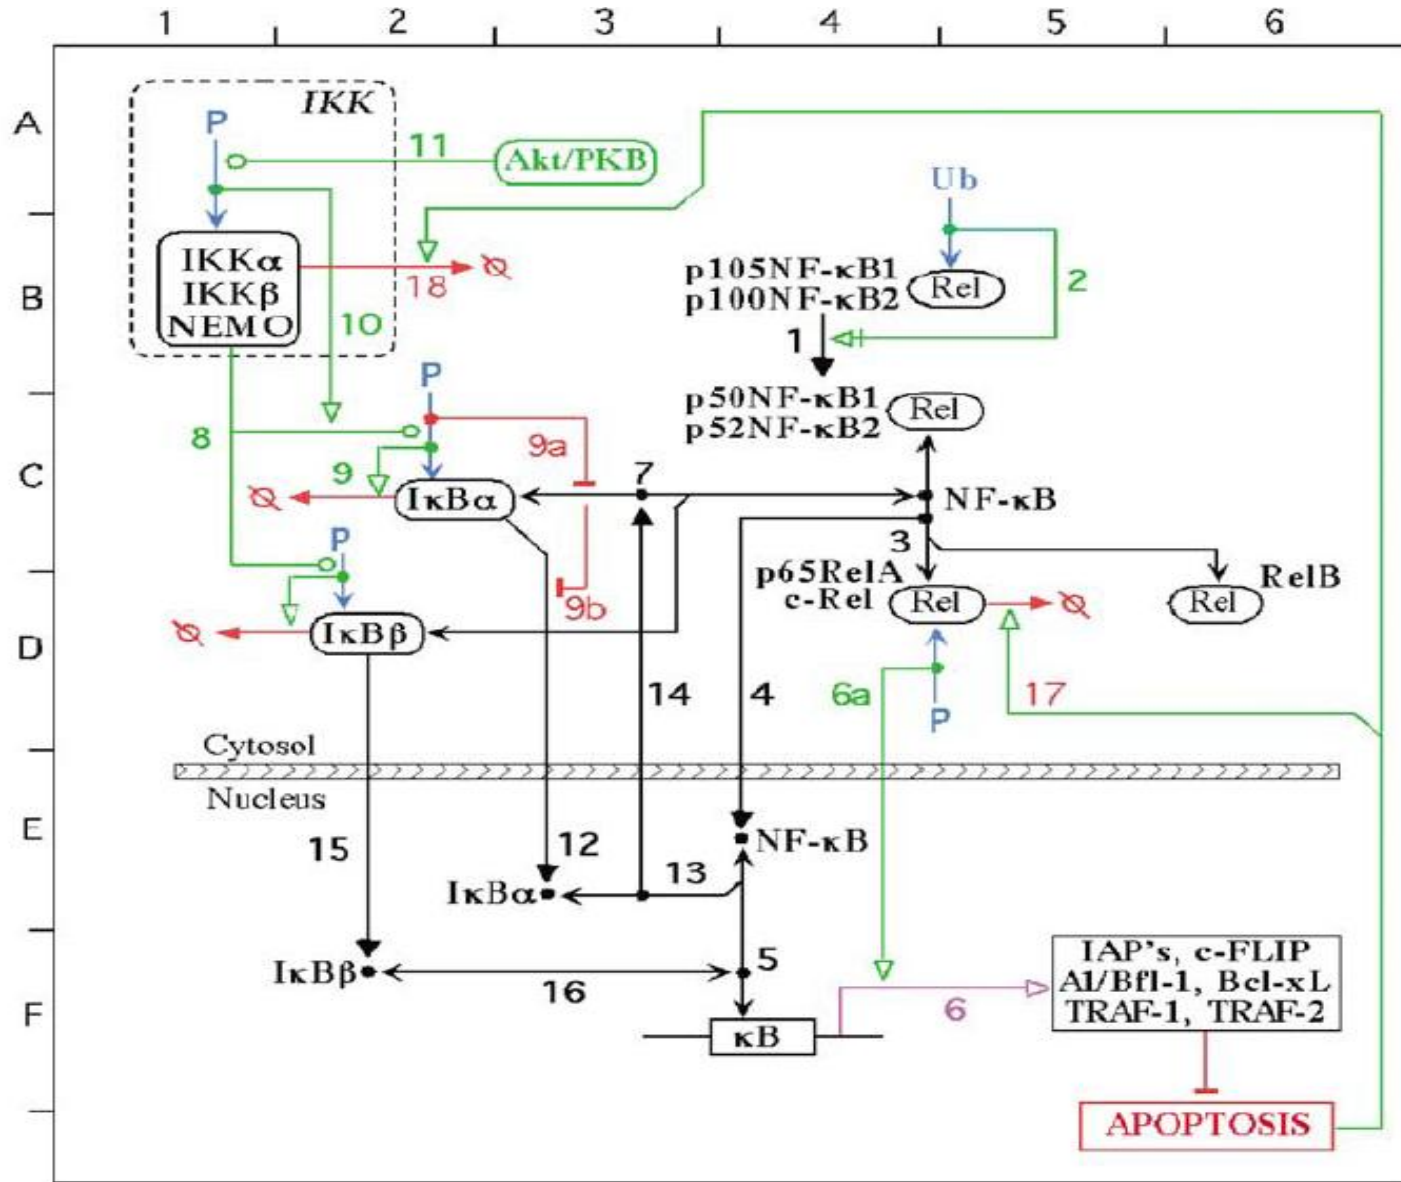 1 2 3 4 5 6
A
IKK
P
11
Akt/PKB
Ub
B
IKKα
IKKβ
NEMO
18
10
p105NF-κB1
p100NF-κB2
Rel
2
1
P
p50NF-κB1
p52NF-κB2
Rel
C
8
9a
9
7
IκBα
NF-κB
3
P
p65RelA
c-Rel
Rel
RelB
Rel
9b
D
IκBβ
14
4
6a
17
P
Cytosol
Nucleus
E
15
12
NF-κB
13
IκBα
IκBβ
16
5
F
κB
6
IAP's, c-FLIP
A1/Bfl-1, Bcl-xL
TRAF-1, TRAF-2
APOPTOSIS